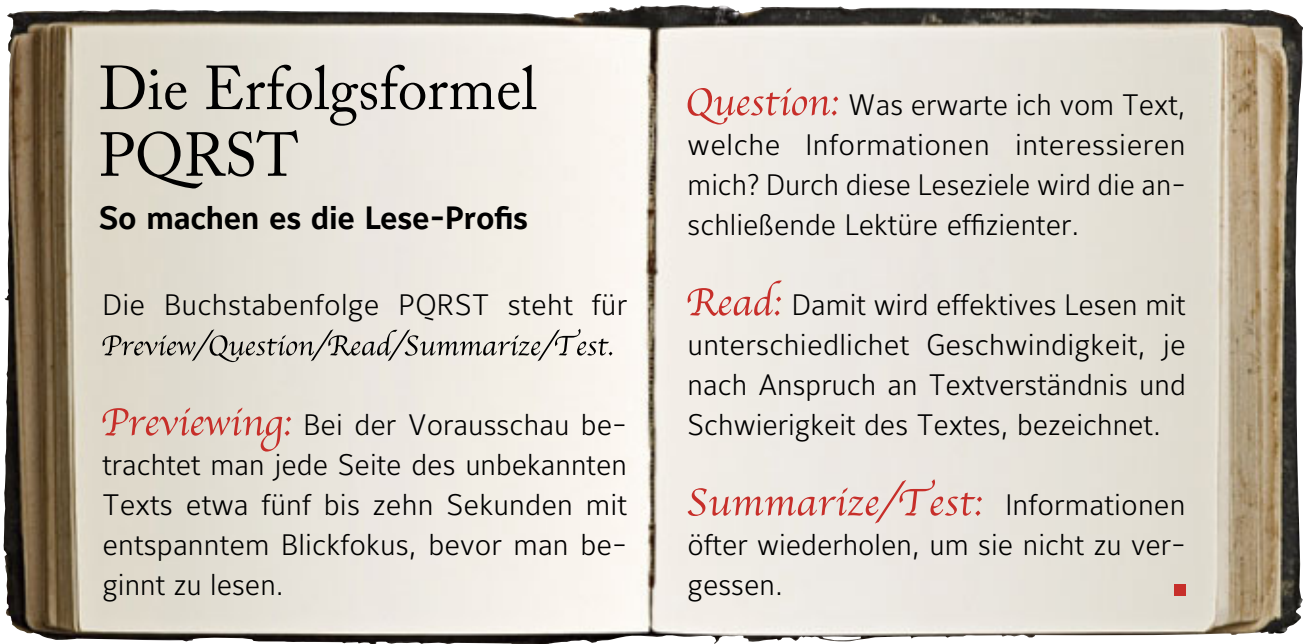 Die Erfolgsformel
PQRST
So machen es die Lese-Profis
Die Buchstabenfolge PQRST steht für
Preview/Question/Read/Summarize/Test.
Previewing: Bei der Vorausschau be-
trachtet man jede Seite des unbekannten
Texts etwa fünf bis zehn Sekunden mit
entspanntem Blickfokus, bevor man be-
ginnt zu lesen.
Question: Was erwarte ich vom Text,
welche Informationen interessieren
mich? Durch diese Leseziele wird die an-
schließende Lektüre effizienter.
Read: Damit wird effektives Lesen mit
unterschiedlichet Geschwindigkeit, je
nach Anspruch an Textverständnis und
Schwierigkeit des Textes, bezeichnet.
Summarize/Test: Informationen
öfter wiederholen, um sie nicht zu ver-
gessen.